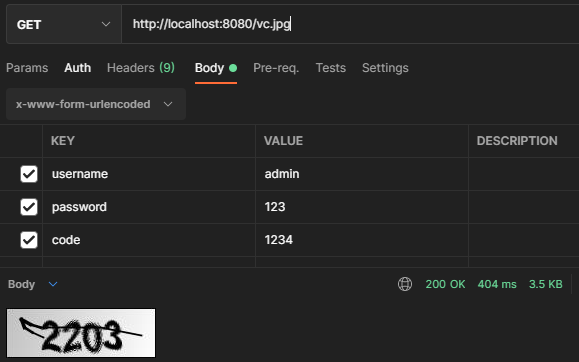 GET http://localhost:8080/vc.jpg
Params Auth Headers (9) Body Pre-req. Tests Settings
x-www-form-urlencoded
KEY VALUE DESCRIPTION
username admin
password 123
code 1234
Body 200 OK 404 ms 3.5 KB
2203